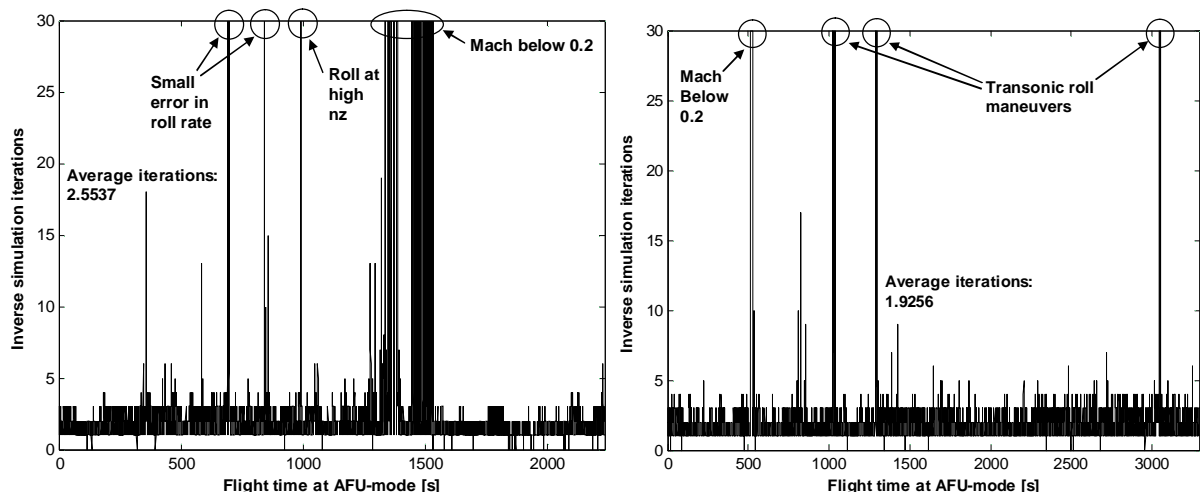 30
25
20
15
10
5
0
Inverse simulation iterations
Small
error in
roll rate
Roll at
high
nz
Mach below 0.2
Average iterations:
2.5537
0 500 1000 1500 2000
Flight time at AFU-mode [s]
30
25
20
15
10
5
0
Inverse simulation iterations
Mach
Below
0.2
Transonic roll
maneuvers
Average iterations:
1.9256
0 500 1000 1500 2000 2500 3000
Flight time at AFU-mode [s]